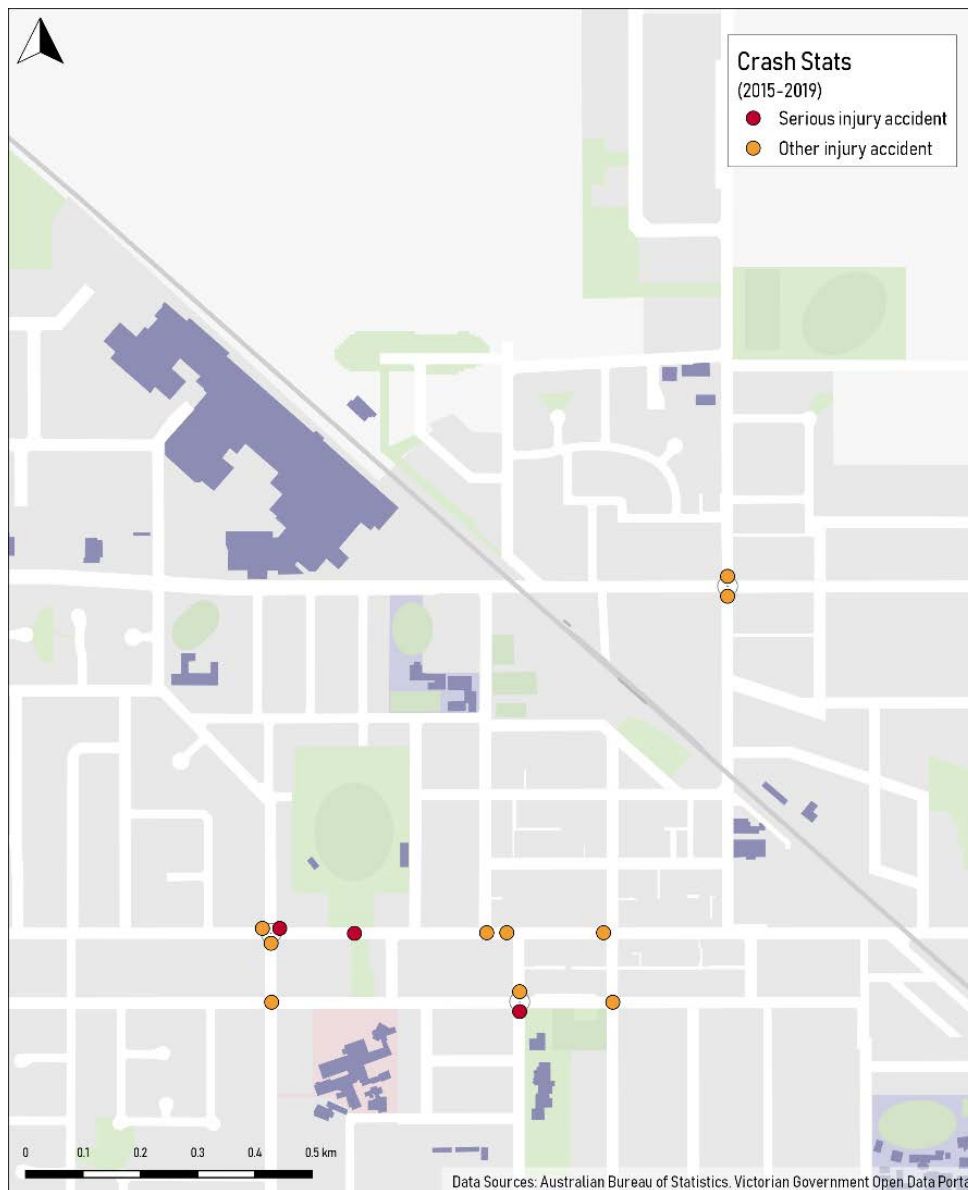 Crash Stats
(2015-2019)
Serious injury accident
Other injury accident
0 0.1 0.2 0.3 0.4 0.5 km
Data Sources: Australian Bureau of Statistics, Victorian Government Open Data Porta